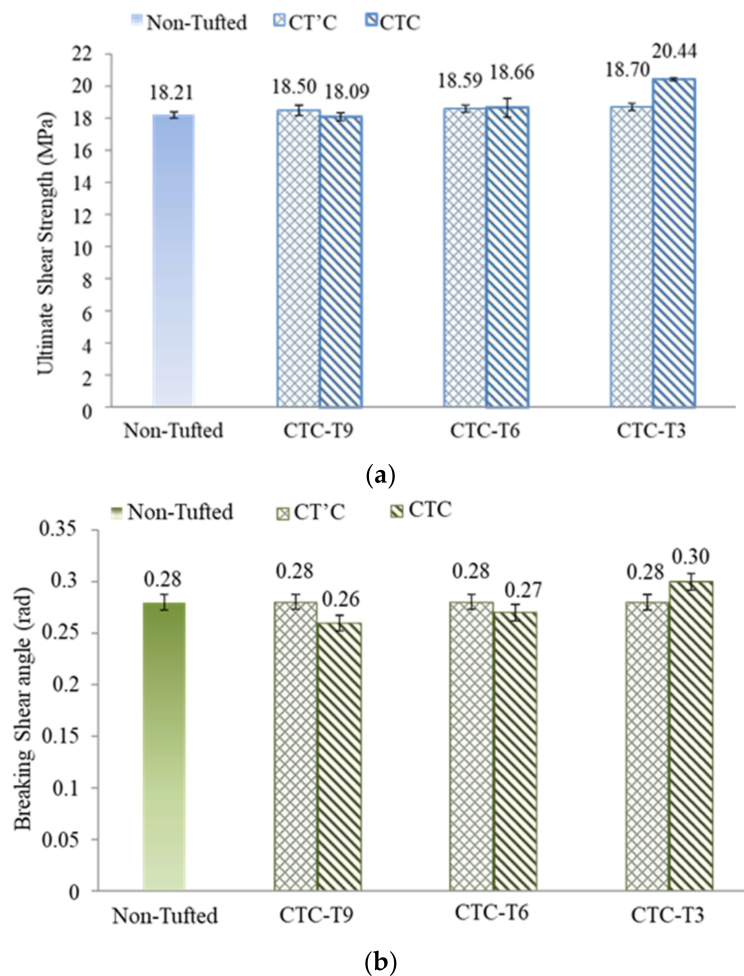 Non-Tufted CT’C CTC
Ultimate Shear Strength (MPa)
22
20
18
16
14
12
10
8
6
4
2
0
18.21 18.50 18.09 18.59 18.66 18.70 20.44
Non-Tufted CTC-T9 CTC-T6 CTC-T3
(a)
Non-Tufted CT’C CTC
Breaking Shear angle (rad)
0.35
0.3
0.25
0.2
0.15
0.1
0.05
0
0.28 0.28 0.26 0.28 0.27 0.28 0.30
Non-Tufted CTC-T9 CTC-T6 CTC-T3
(b)